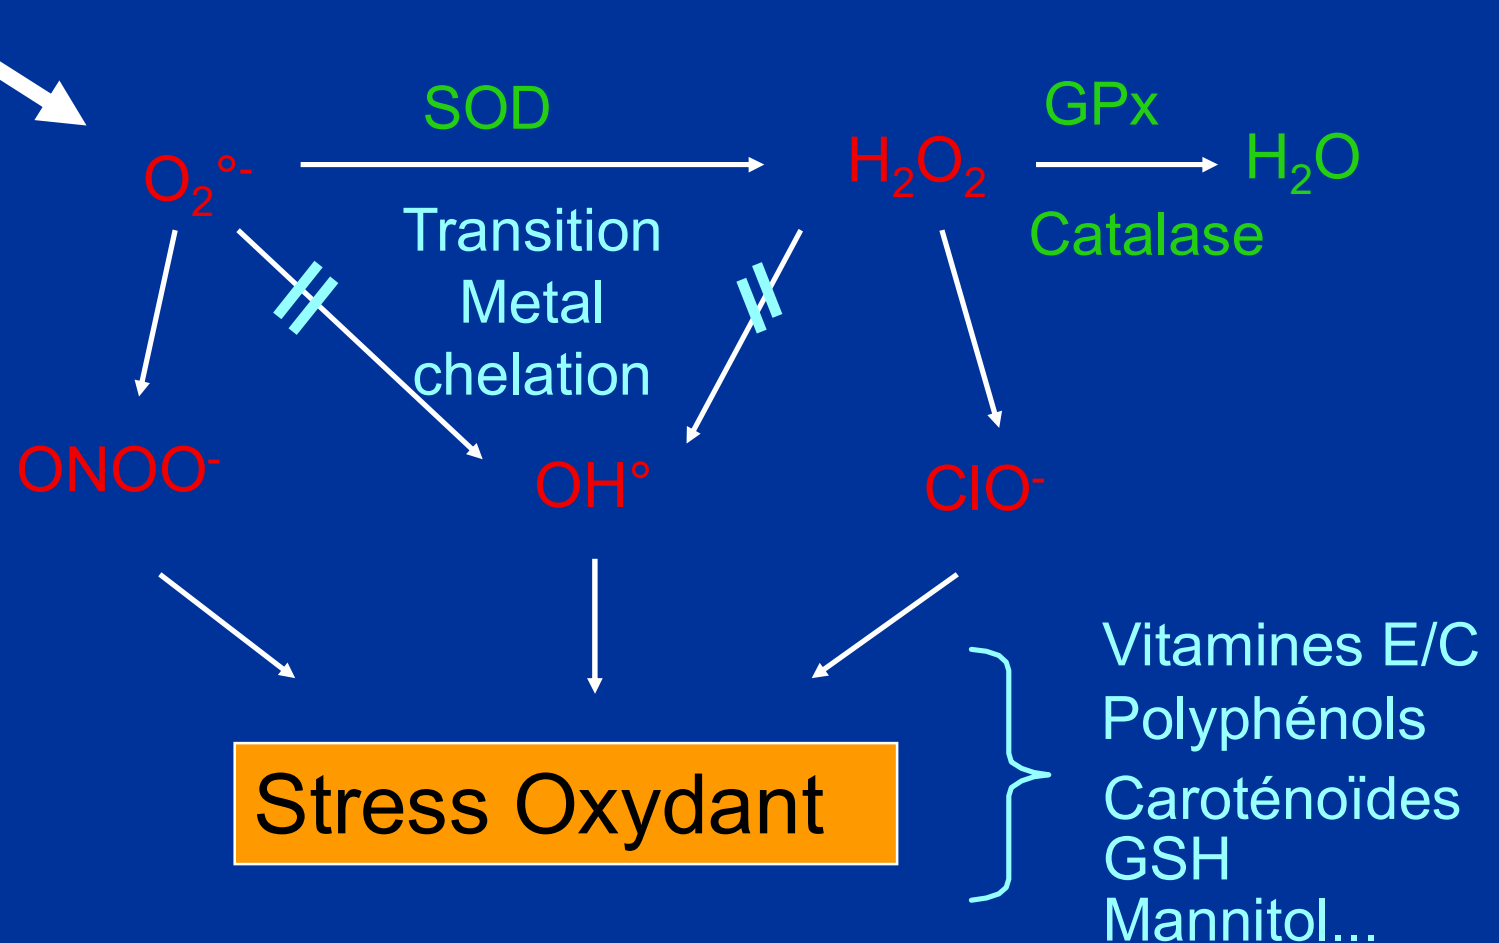 SOD
GPx
O₂°⁻
H₂O₂
H₂O
Transition
Metal
chelation
Catalase
ONOO⁻
OH°
ClO⁻
Stress Oxydant
Vitamines E/C
Polyphénols
Caroténoïdes
GSH
Mannitol...